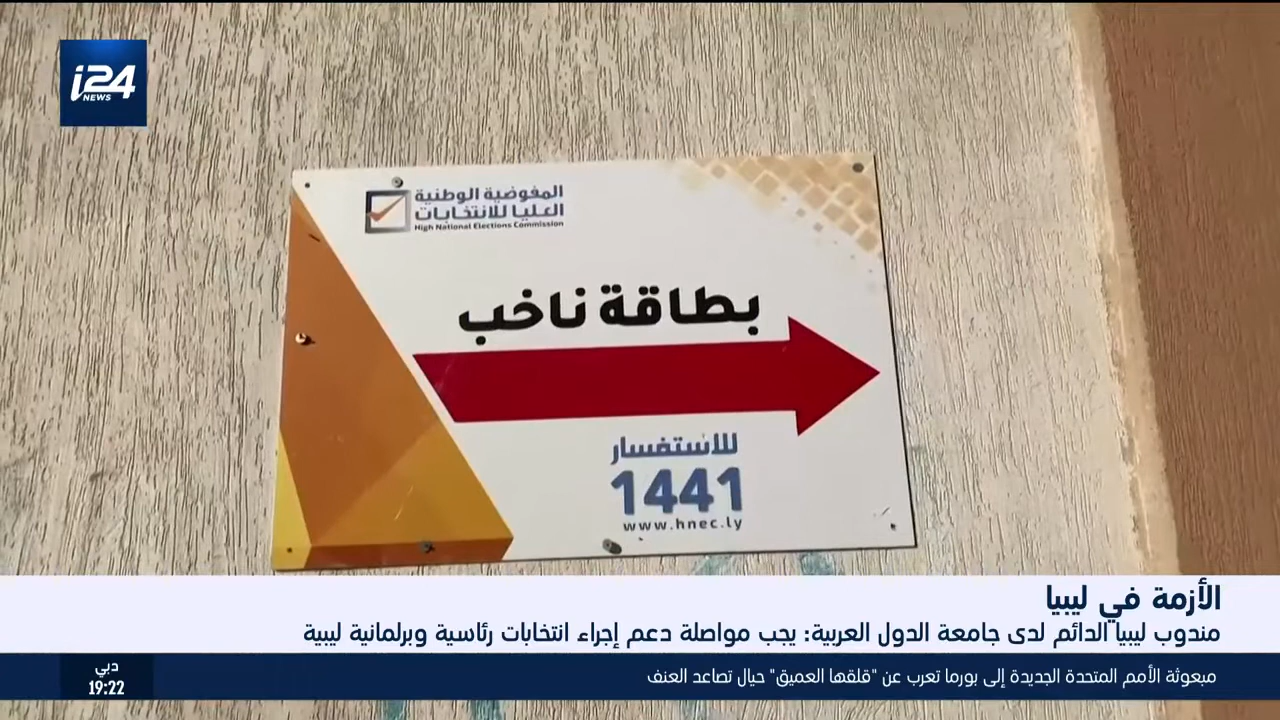 i24
NEWS
المفوضية الوطنية
العليا للانتخابات
High National Elections Commission
بطاقة ناخب
للاستفسار
1441
www.hnec.ly
الأزمة في ليبيا
مندوب ليبيا الدائم لدى جامعة الدول العربية: يجب مواصلة دعم إجراء انتخابات رئاسية وبرلمانية ليبية
مبعوثة الأمم المتحدة الجديدة إلى بورما تعرب عن "قلقها العميق" حيال تصاعد العنف
دبي
19:22